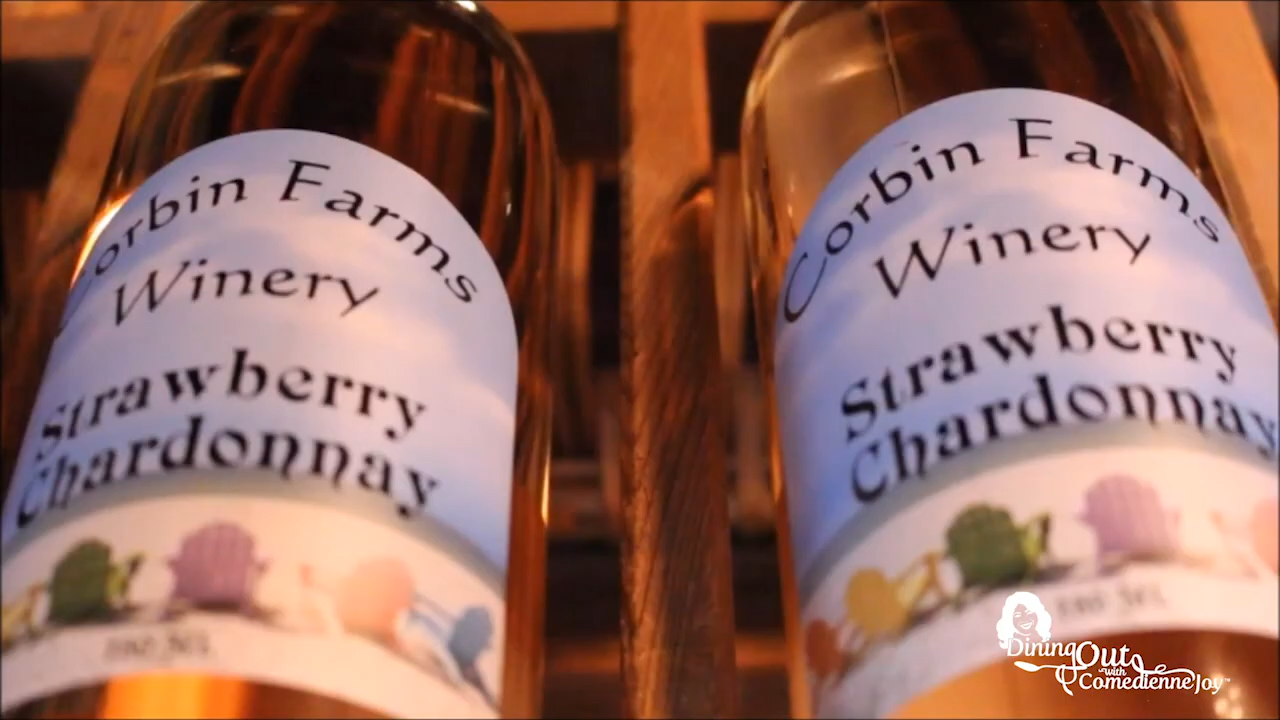 Corbin Farms
Winery
Strawberry
Chardonnay
Corbin Farms
Winery
Strawberry
Chardonnay
Dining Out
with
Comedienne Joy